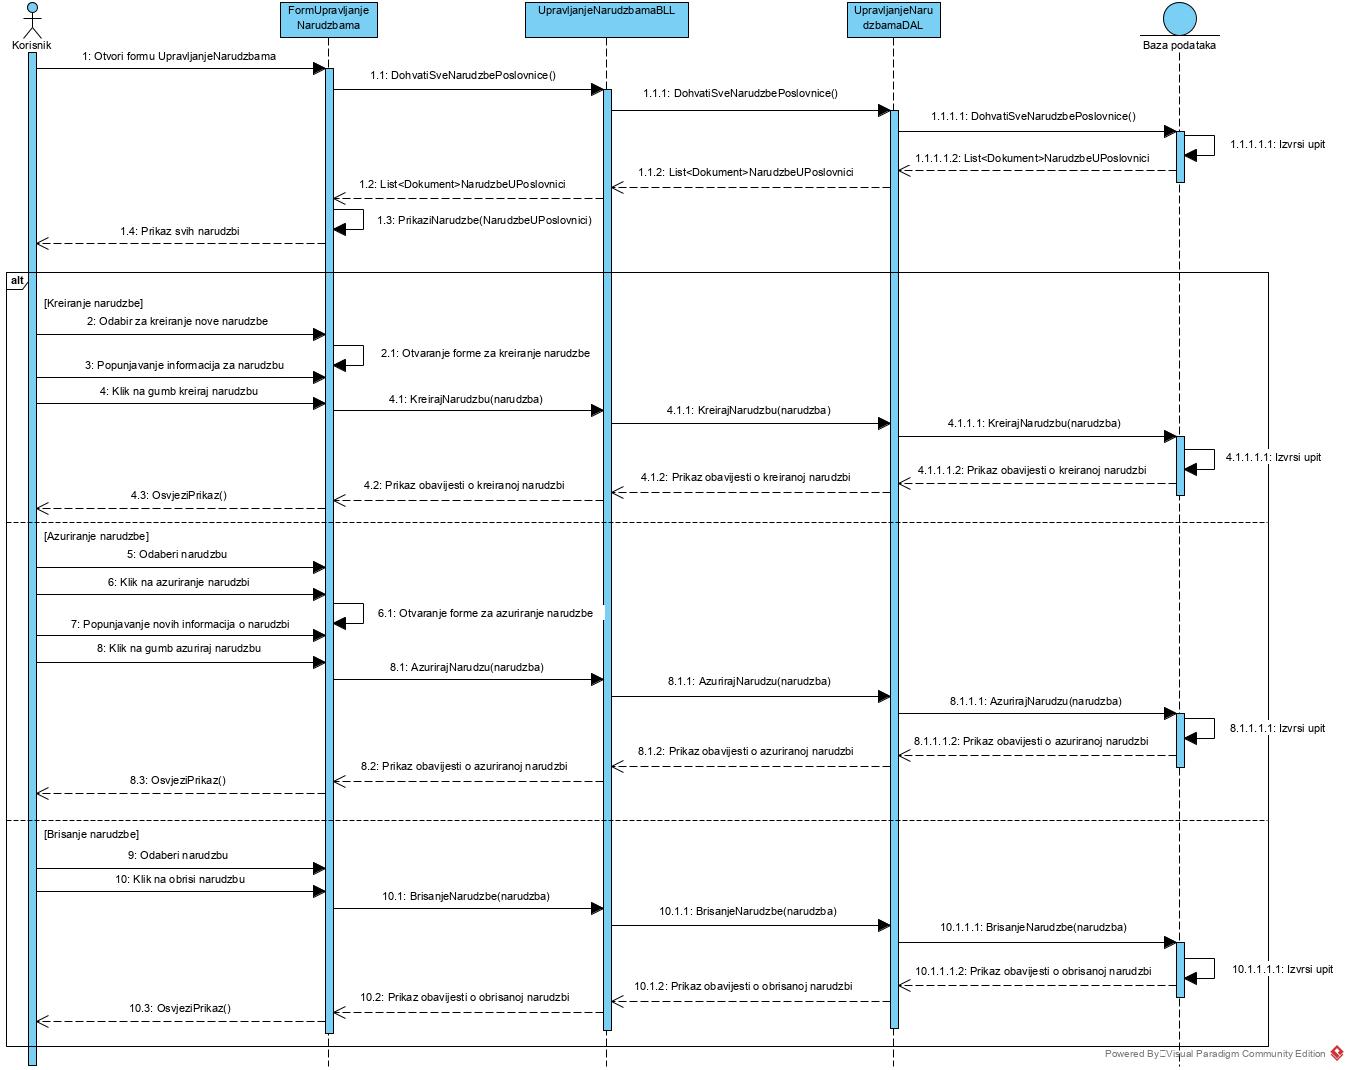 FormUpravljanje
Narudzbama
UpravljanjeNarudzbamaBLL
UpravljanjeNaru
dzbamaDAL
Korisnik
Baza podataka
1: Otvori formu UpravljanjeNarudzbama
1.1: DohvatiSveNarudzbePoslovnice()
1.1.1: DohvatiSveNarudzbePoslovnice()
1.1.1.1: DohvatiSveNarudzbePoslovnice()
1.1.1.1.1: Izvrsi upit
1.1.1.1.2: List<Dokument>NarudzbeUPoslovnici
1.1.2: List<Dokument>NarudzbeUPoslovnici
1.2: List<Dokument>NarudzbeUPoslovnici
1.3: PrikaziNarudzbe(NarudzbeUPoslovnici)
1.4: Prikaz svih narudzbi
alt
[Kreiranje narudzbe]
2: Odabir za kreiranje nove narudzbe
2.1: Otvaranje forme za kreiranje narudzbe
3: Popunjavanje informacija za narudzbu
4: Klik na gumb kreiraj narudzbu
4.1: KreirajNarudzbu(narudzba)
4.1.1: KreirajNarudzbu(narudzba)
4.1.1.1: KreirajNarudzbu(narudzba)
4.1.1.1.1: Izvrsi upit
4.1.1.1.2: Prikaz obavijesti o kreiranoj narudzbi
4.1.2: Prikaz obavijesti o kreiranoj narudzbi
4.2: Prikaz obavijesti o kreiranoj narudzbi
4.3: OsvjeziPrikaz()
[Azuriranje narudzbe]
5: Odaberi narudzbu
6: Klik na azuriranje narudzbi
6.1: Otvaranje forme za azuriranje narudzbe
7: Popunjavanje novih informacija o narudzbi
8: Klik na gumb azuriraj narudzbu
8.1: AzurirajNarudzu(narudzba)
8.1.1: AzurirajNarudzu(narudzba)
8.1.1.1: AzurirajNarudzu(narudzba)
8.1.1.1.1: Izvrsi upit
8.1.1.1.2: Prikaz obavijesti o azuriranoj narudzbi
8.1.2: Prikaz obavijesti o azuriranoj narudzbi
8.2: Prikaz obavijesti o azuriranoj narudzbi
8.3: OsvjeziPrikaz()
[Brisanje narudzbe]
9: Odaberi narudzbu
10: Klik na obrisi narudzbu
10.1: BrisanjeNarudzbe(narudzba)
10.1.1: BrisanjeNarudzbe(narudzba)
10.1.1.1: BrisanjeNarudzbe(narudzba)
10.1.1.1.1: Izvrsi upit
10.1.1.1.2: Prikaz obavijesti o obrisanoj narudzbi
10.1.2: Prikaz obavijesti o obrisanoj narudzbi
10.2: Prikaz obavijesti o obrisanoj narudzbi
10.3: OsvjeziPrikaz()
Powered By Visual Paradigm Community Edition